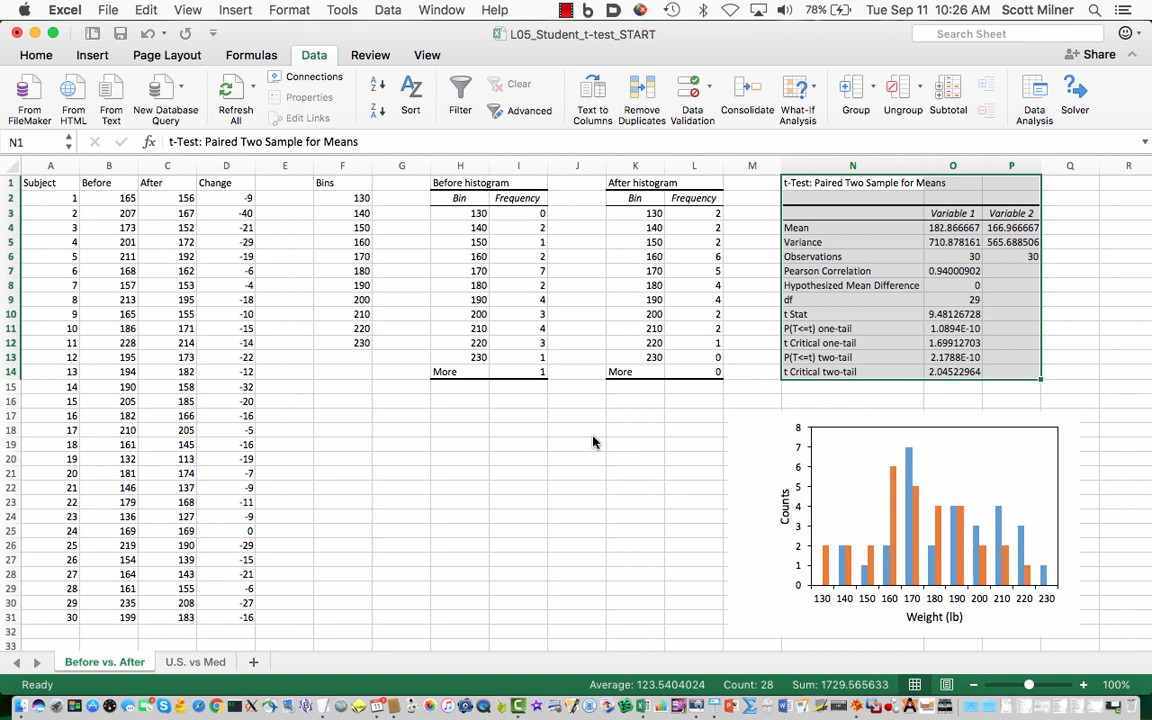 Excel File Edit View Insert Format Tools Data Window Help 78% Tue Sep 11 10:26 AM Scott Milner
L05_Student_t-test_START Search Sheet
Home Insert Page Layout Formulas Data Review View Share
From FileMaker From HTML From Text New Database Query Refresh All Connections Properties Edit Links Sort Filter Clear Advanced Text to Columns Remove Duplicates Data Validation Consolidate What-If Analysis Group Ungroup Subtotal Data Analysis Solver
N1 fx t-Test: Paired Two Sample for Means
A B C D E F G H I J K L M N O P Q R
1 Subject Before After Change Bins Before histogram After histogram t-Test: Paired Two Sample for Means
2 1 165 156 -9 130 Bin Frequency Bin Frequency
3 2 207 167 -40 140 130 0 130 2 Variable 1 Variable 2
4 3 173 152 -21 150 140 2 140 2 Mean 182.866667 166.966667
5 4 201 172 -29 160 150 1 150 2 Variance 710.878161 565.688506
6 5 211 192 -19 170 160 2 160 6 Observations 30 30
7 6 168 162 -6 180 170 7 170 5 Pearson Correlation 0.94000902
8 7 157 153 -4 190 180 2 180 4 Hypothesized Mean Difference 0
9 8 213 195 -18 200 190 4 190 4 df 29
10 9 165 155 -10 210 200 3 200 2 t Stat 9.48126728
11 10 186 171 -15 220 210 4 210 2 P(T<=t) one-tail 1.0894E-10
12 11 228 214 -14 230 220 3 220 1 t Critical one-tail 1.69912703
13 12 195 173 -22 230 1 230 0 P(T<=t) two-tail 2.1788E-10
14 13 194 182 -12 More 1 More 0 t Critical two-tail 2.04522964
15 14 190 158 -32
16 15 205 185 -20
17 16 182 166 -16
18 17 210 205 -5
19 18 161 145 -16
20 19 132 113 -19
21 20 181 174 -7
22 21 146 137 -9
23 22 179 168 -11
24 23 136 127 -9
25 24 169 169 0
26 25 219 190 -29
27 26 154 139 -15
28 27 164 143 -21
29 28 161 155 -6
30 29 235 208 -27
31 30 199 183 -16
32
33
8
7
6
5
4
3
2
1
0
Counts
130 140 150 160 170 180 190 200 210 220 230
Weight (lb)
Before vs. After U.S. vs Med +
Ready Average: 123.5404024 Count: 28 Sum: 1729.565633 100%